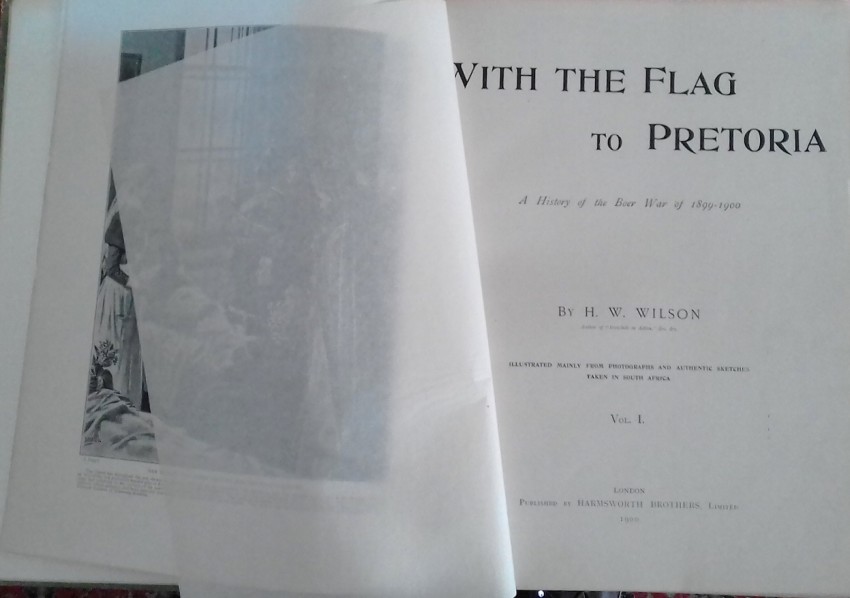 WITH THE FLAG
TO PRETORIA
A History of the Boer War of 1899-1900
BY H. W. WILSON
ILLUSTRATED MAINLY FROM PHOTOGRAPHS AND AUTHENTIC SKETCHES
TAKEN IN SOUTH AFRICA
VOL. I.
LONDON
PUBLISHED BY HARMSWORTH BROTHERS, LIMITED
1900